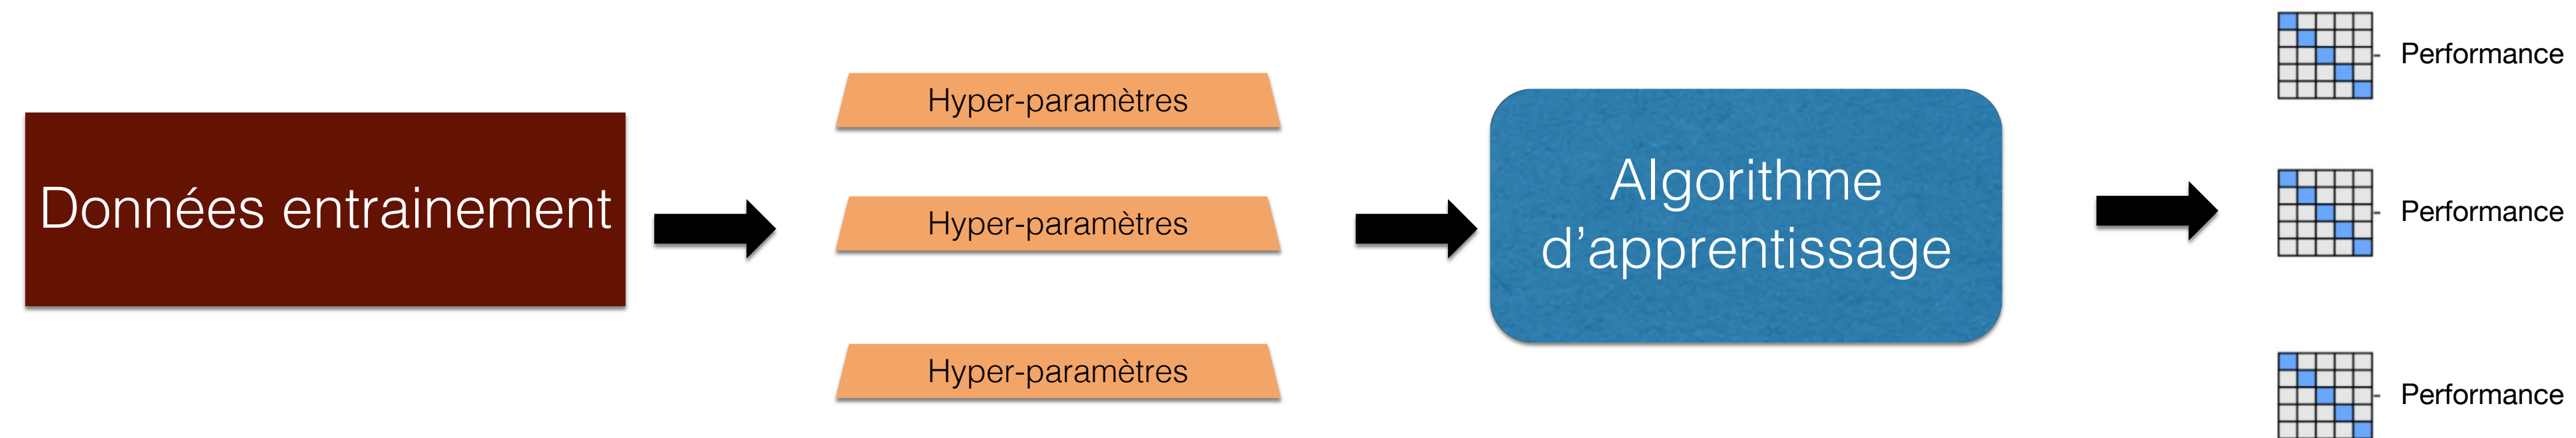 Données entrainement
Hyper-paramètres
Hyper-paramètres
Hyper-paramètres
Algorithme
d'apprentissage
Performance
Performance
Performance